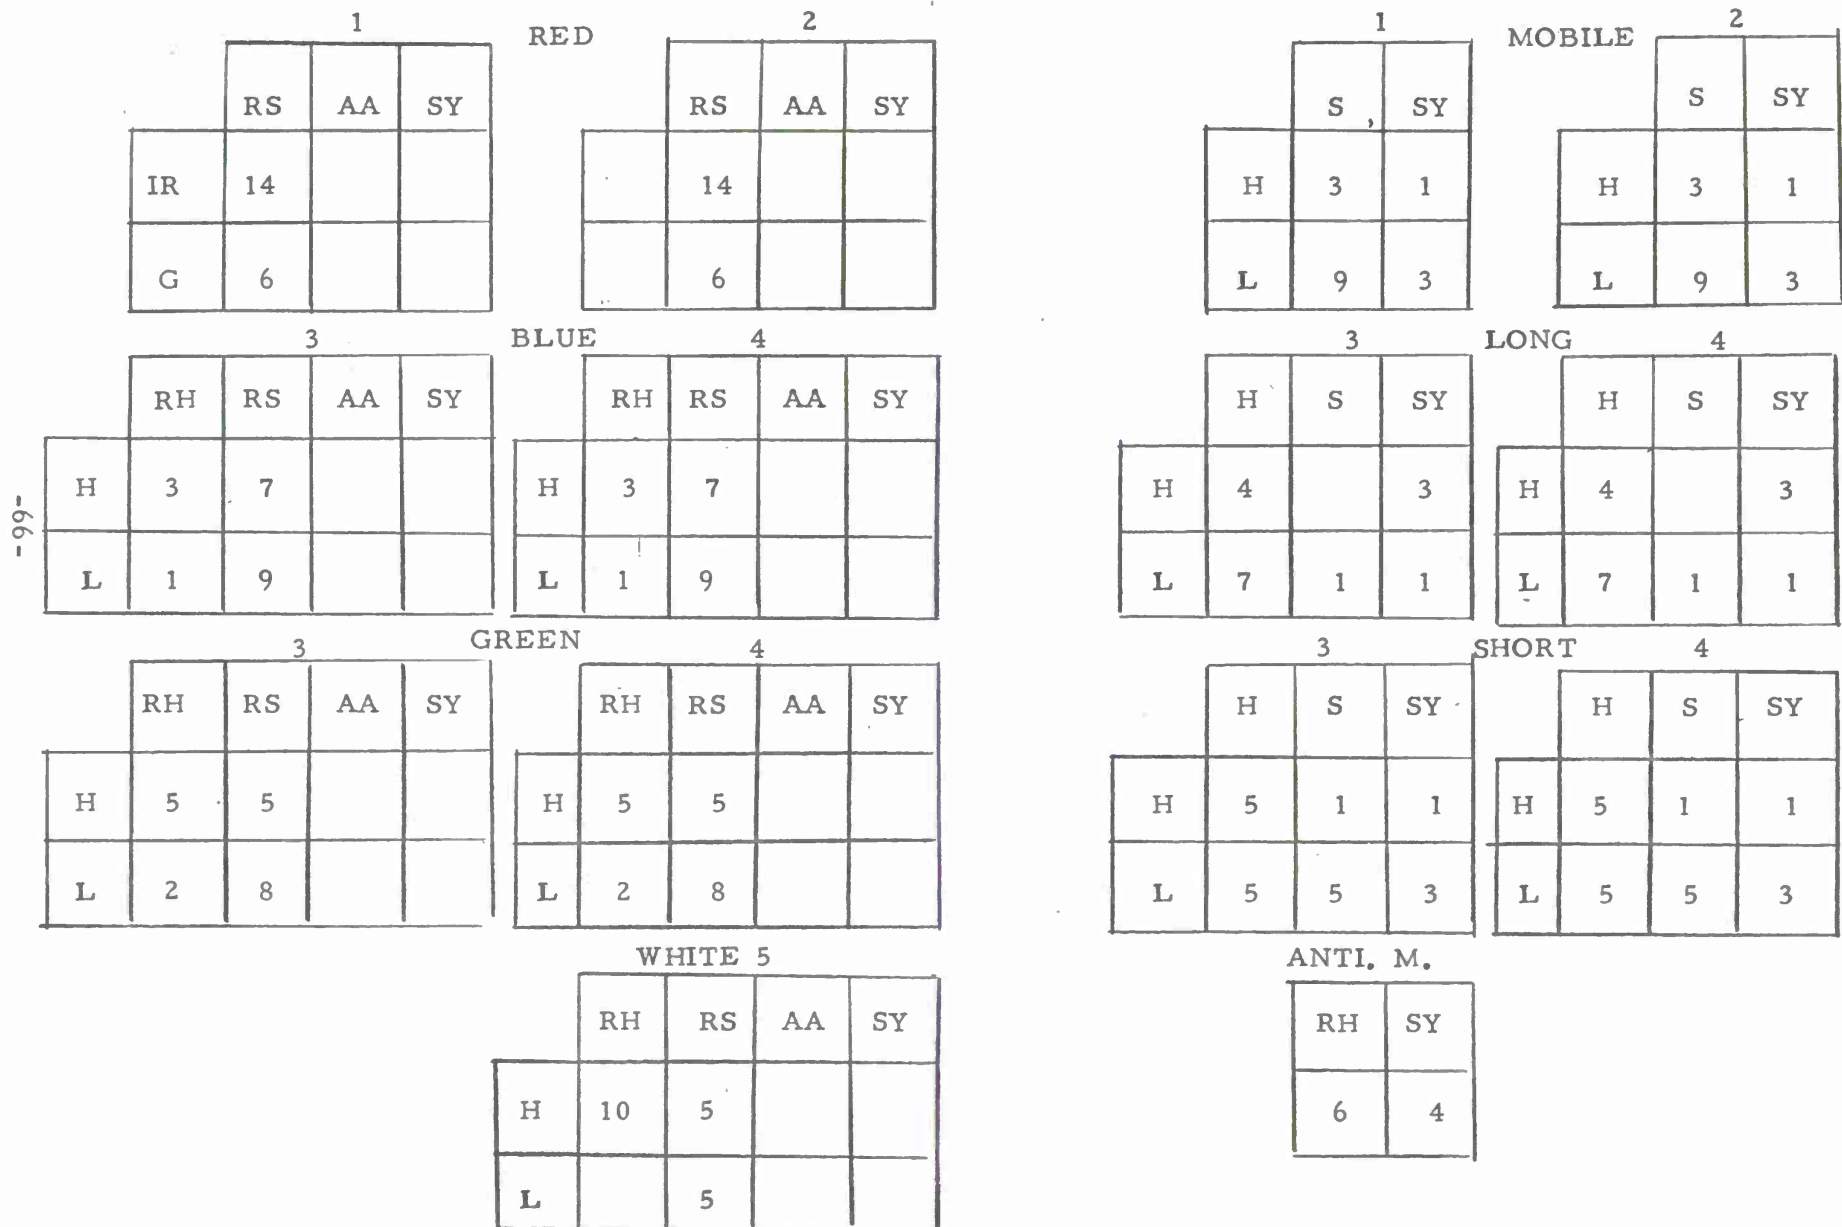 1 RED 2
RS AA SY RS AA SY
IR 14 14
G 6 6
3 BLUE 4
RH RS AA SY RH RS AA SY
H 3 7 H 3 7
L 1 9 L 1 9
3 GREEN 4
RH RS AA SY RH RS AA SY
H 5 5 H 5 5
L 2 8 L 2 8
WHITE 5
RH RS AA SY
H 10 5
L 5
1 MOBILE 2
S SY S SY
H 3 1 H 3 1
L 9 3 L 9 3
3 LONG 4
H S SY H S SY
H 4 3 H 4 3
L 7 1 1 L 7 1 1
3 SHORT 4
H S SY H S SY
H 5 1 1 H 5 1 1
L 5 5 3 L 5 5 3
ANTI. M.
RH SY
6 4
-99-